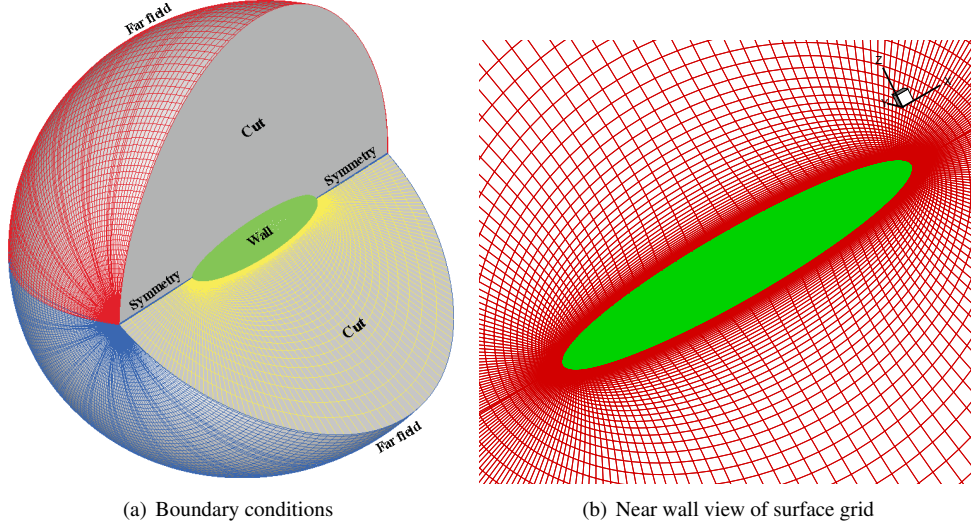 Far field
Cut
Symmetry
Wall
Symmetry
Cut
Far field
z
(a) Boundary conditions
(b) Near wall view of surface grid